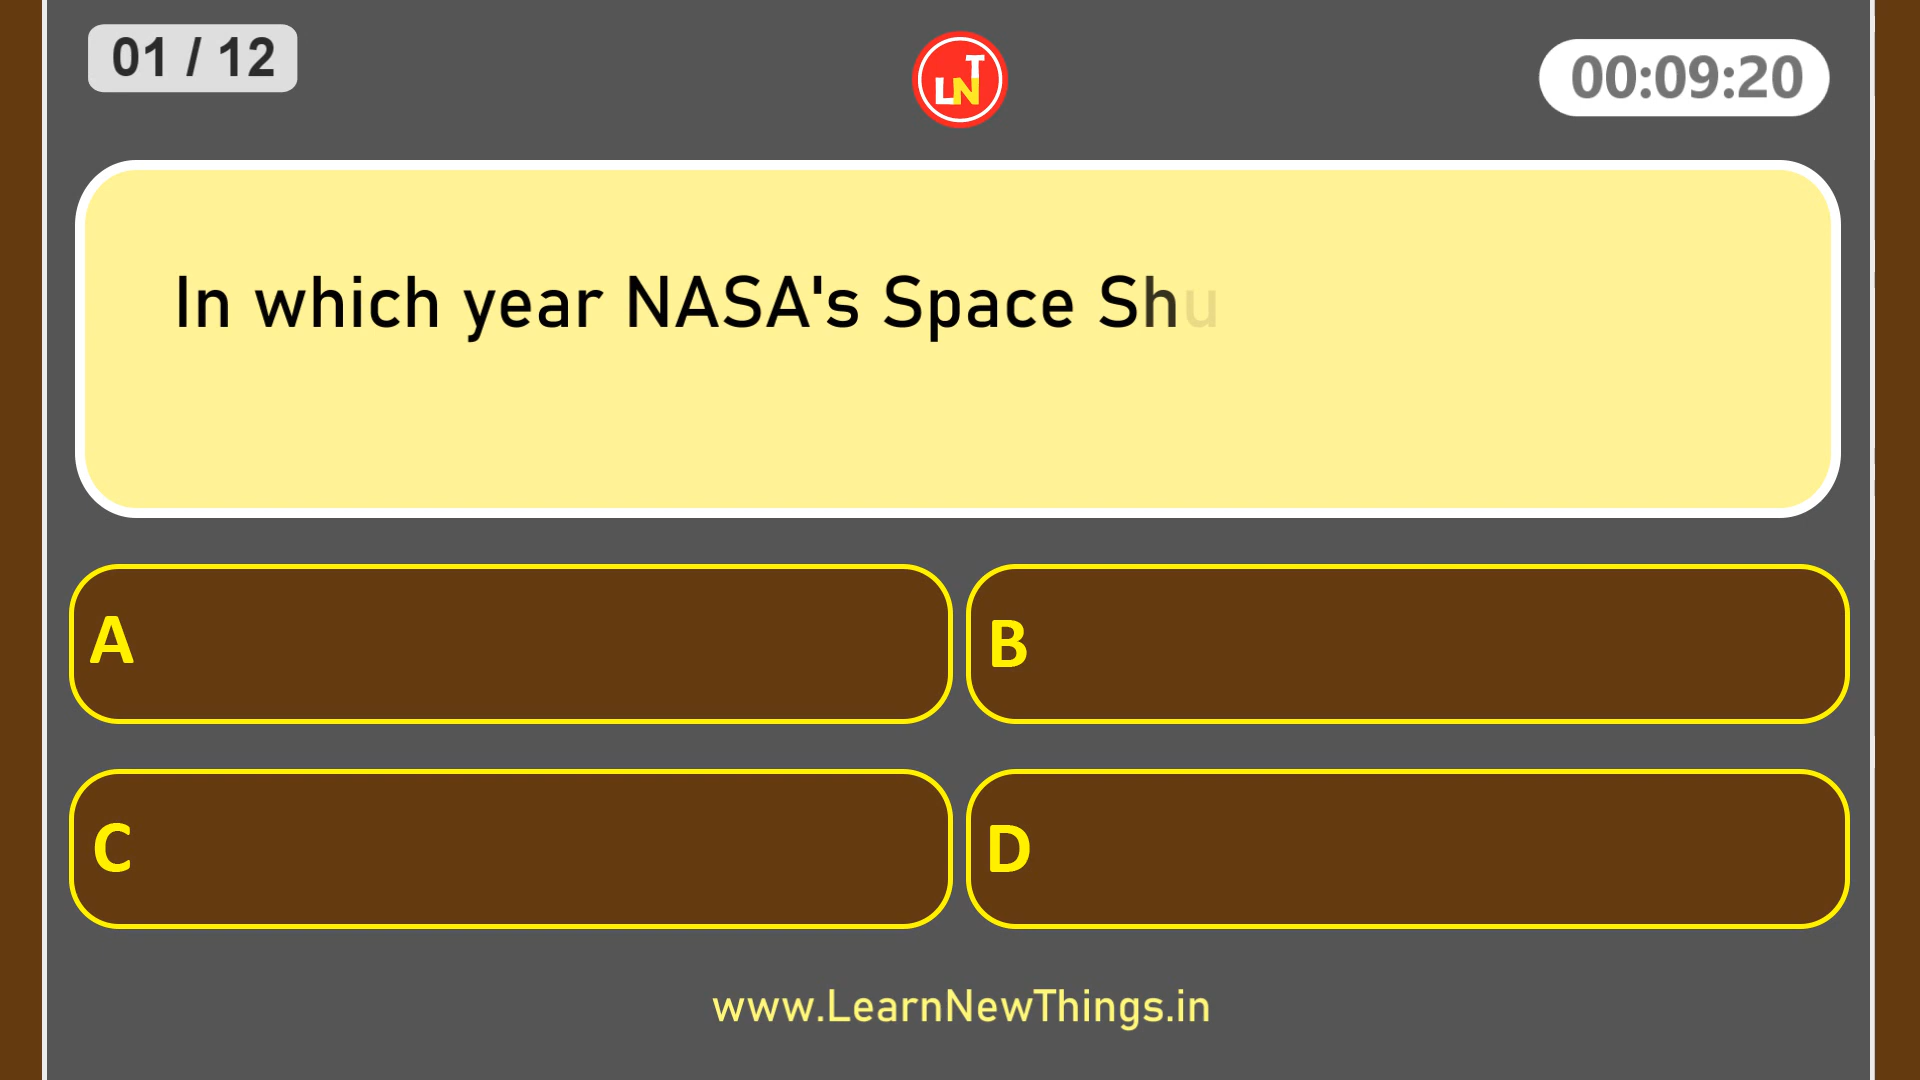 01 / 12
LNT
00:09:20
In which year NASA's Space Shu
A
B
C
D
www.LearnNewThings.in